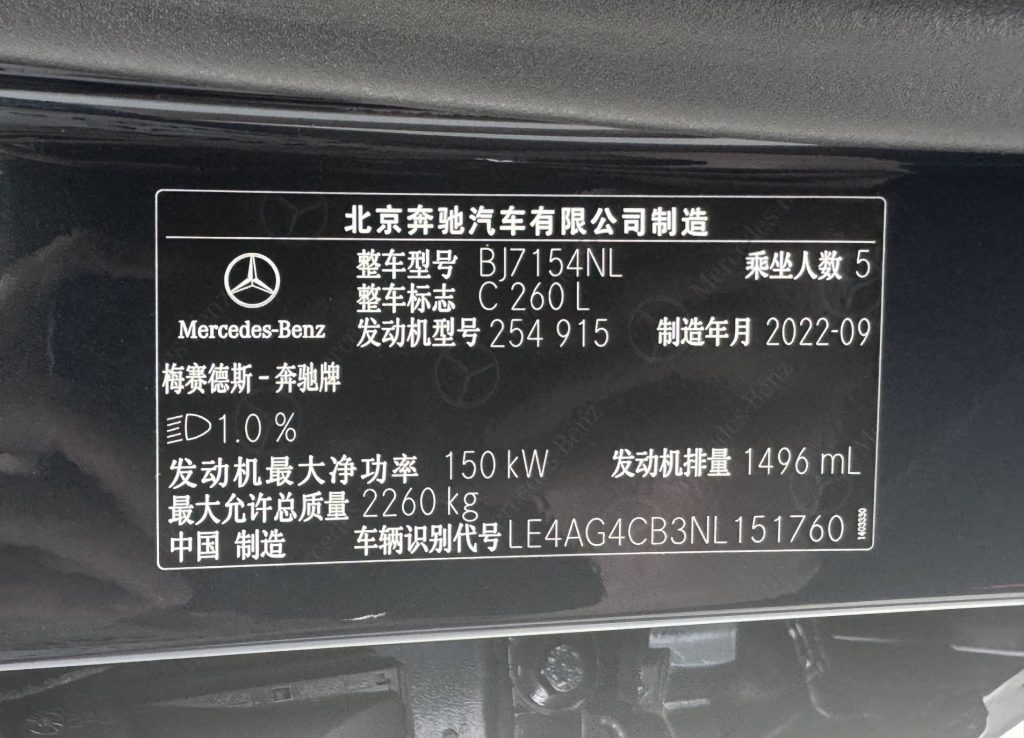 北京奔驰汽车有限公司制造
整车型号 BJ7154NL 乘坐人数 5
整车标志 C 260 L
发动机型号 254 915 制造年月 2022-09
Mercedes-Benz
梅赛德斯-奔驰牌
1.0 %
发动机最大净功率 150 kW 发动机排量 1496 mL
最大允许总质量 2260 kg
中国 制造 车辆识别代号 LE4AG4CB3NL151760
1403330